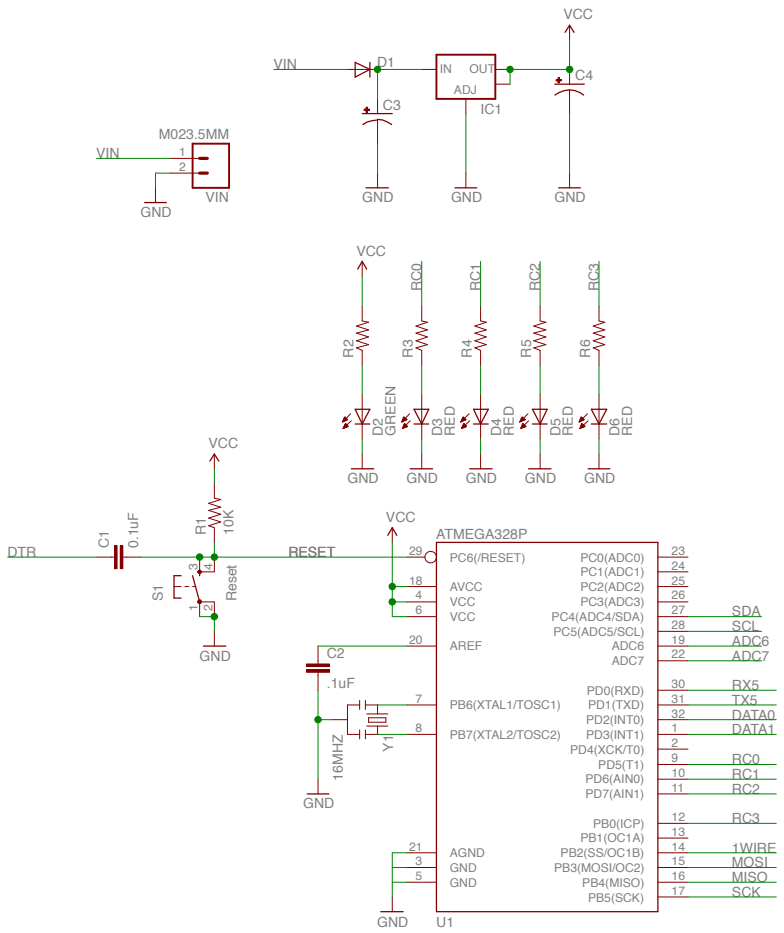 VCC
VIN
D1
IN
OUT
ADJ
IC1
C3
C4
GND
GND
GND
M023.5MM
VIN
1
2
VIN
GND
VCC
RC0
RC1
RC2
RC3
R2
R3
R4
R5
R6
D2
GREEN
D3
RED
D4
RED
D5
RED
D6
RED
GND
GND
GND
GND
GND
VCC
R1
10K
C1
0.1uF
DTR
RESET
S1
3
4
1
2
Reset
GND
VCC
ATMEGA328P
29 PC6(/RESET)
18 AVCC
4 VCC
6 VCC
20 AREF
7 PB6(XTAL1/TOSC1)
8 PB7(XTAL2/TOSC2)
21 AGND
3 GND
5 GND
C2
.1uF
16MHZ
Y1
GND
GND
PC0(ADC0) 23
PC1(ADC1) 24
PC2(ADC2) 25
PC3(ADC3) 26
PC4(ADC4/SDA) 27 SDA
PC5(ADC5/SCL) 28 SCL
ADC6 19 ADC6
ADC7 22 ADC7
PD0(RXD) 30 RX5
PD1(TXD) 31 TX5
PD2(INT0) 32 DATA0
PD3(INT1) 1 DATA1
PD4(XCK/T0) 2
PD5(T1) 9 RC0
PD6(AIN0) 10 RC1
PD7(AIN1) 11 RC2
PB0(ICP) 12 RC3
PB1(OC1A) 13
PB2(SS/OC1B) 14 1WIRE
PB3(MOSI/OC2) 15 MOSI
PB4(MISO) 16 MISO
PB5(SCK) 17 SCK
U1